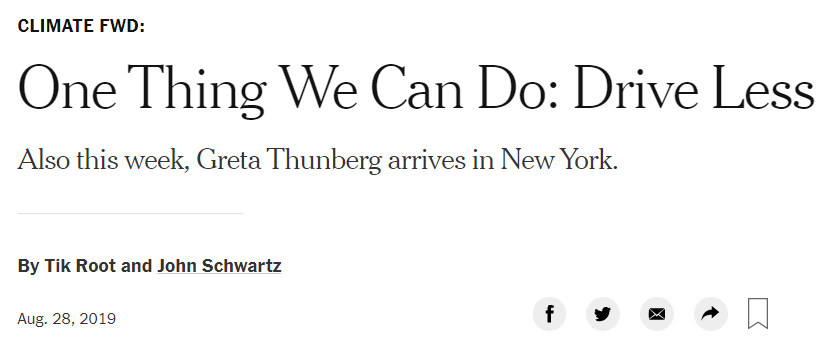 CLIMATE FWD:
One Thing We Can Do: Drive Less
Also this week, Greta Thunberg arrives in New York.
By Tik Root and John Schwartz
Aug. 28, 2019